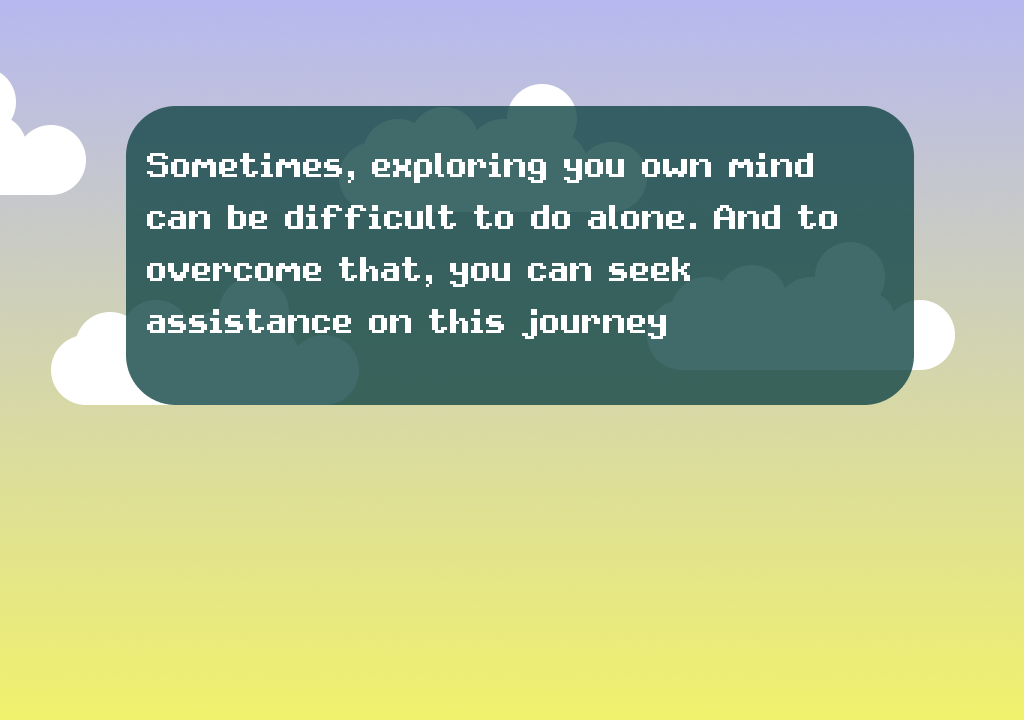 Sometimes, exploring you own mind
can be difficult to do alone. And to
overcome that, you can seek
assistance on this journey